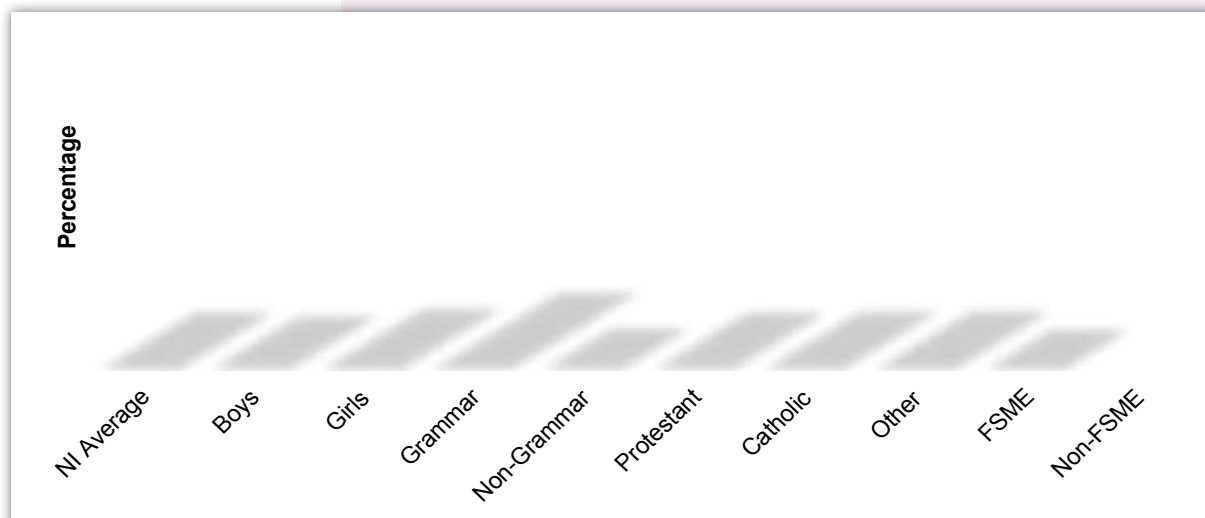 Percentage
NI Average
Boys
Girls
Grammar
Non-Grammar
Protestant
Catholic
Other
FSME
Non-FSME